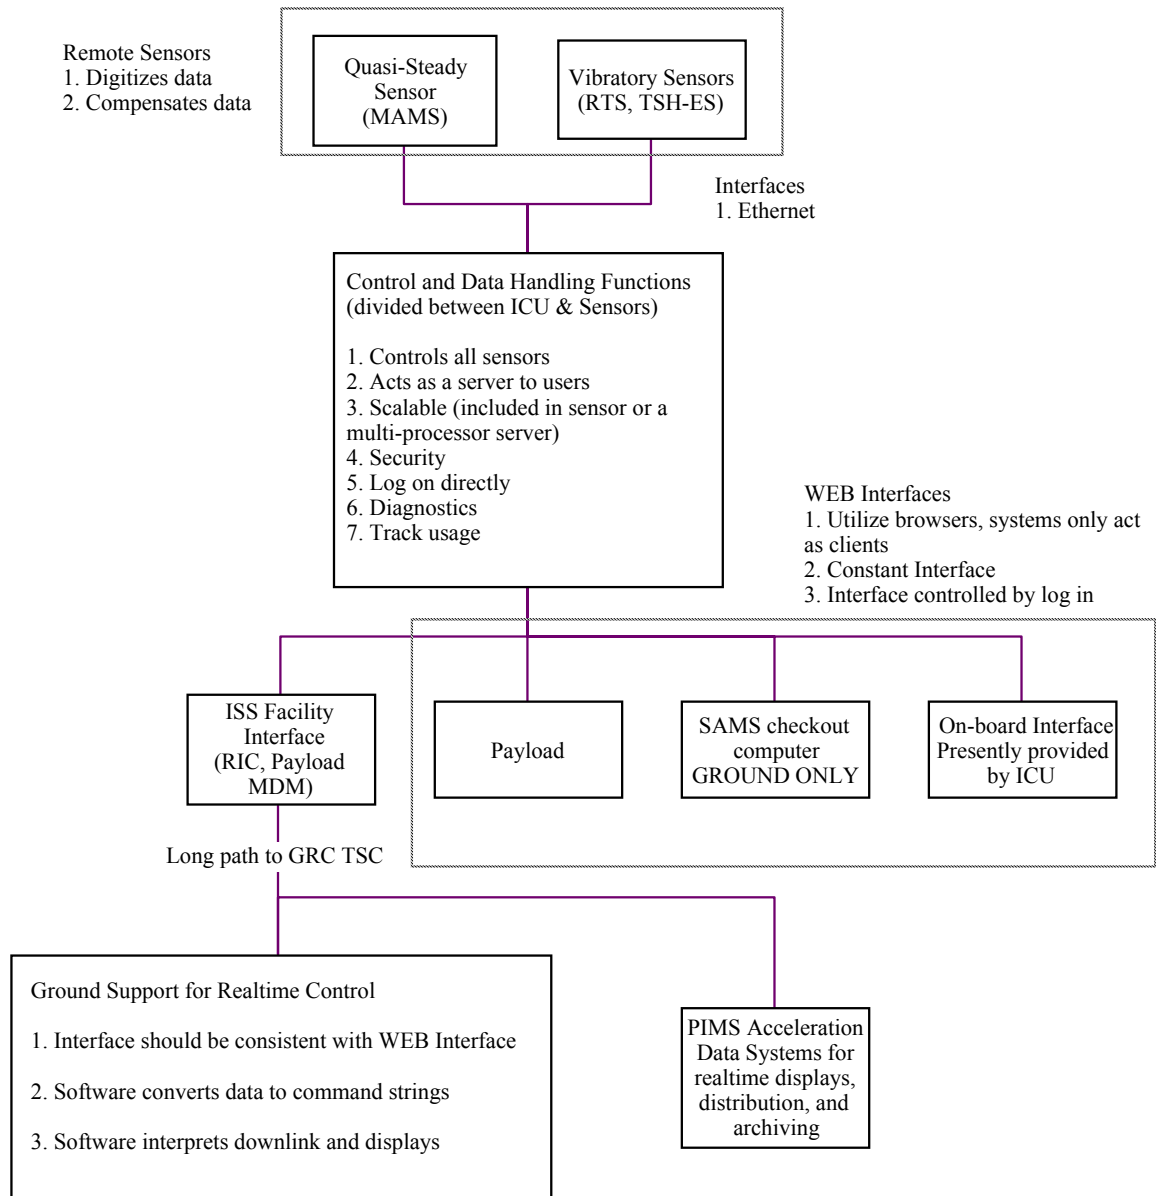 Remote Sensors
1. Digitizes data
2. Compensates data
Quasi-Steady
Sensor
(MAMS)
Vibratory Sensors
(RTS, TSH-ES)
Interfaces
1. Ethernet
Control and Data Handling Functions
(divided between ICU & Sensors)
1. Controls all sensors
2. Acts as a server to users
3. Scalable (included in sensor or a
multi-processor server)
4. Security
5. Log on directly
6. Diagnostics
7. Track usage
WEB Interfaces
1. Utilize browsers, systems only act
as clients
2. Constant Interface
3. Interface controlled by log in
ISS Facility
Interface
(RIC, Payload
MDM)
Payload
SAMS checkout
computer
GROUND ONLY
On-board Interface
Presently provided
by ICU
Long path to GRC TSC
Ground Support for Realtime Control
1. Interface should be consistent with WEB Interface
2. Software converts data to command strings
3. Software interprets downlink and displays
PIMS Acceleration
Data Systems for
realtime displays,
distribution, and
archiving